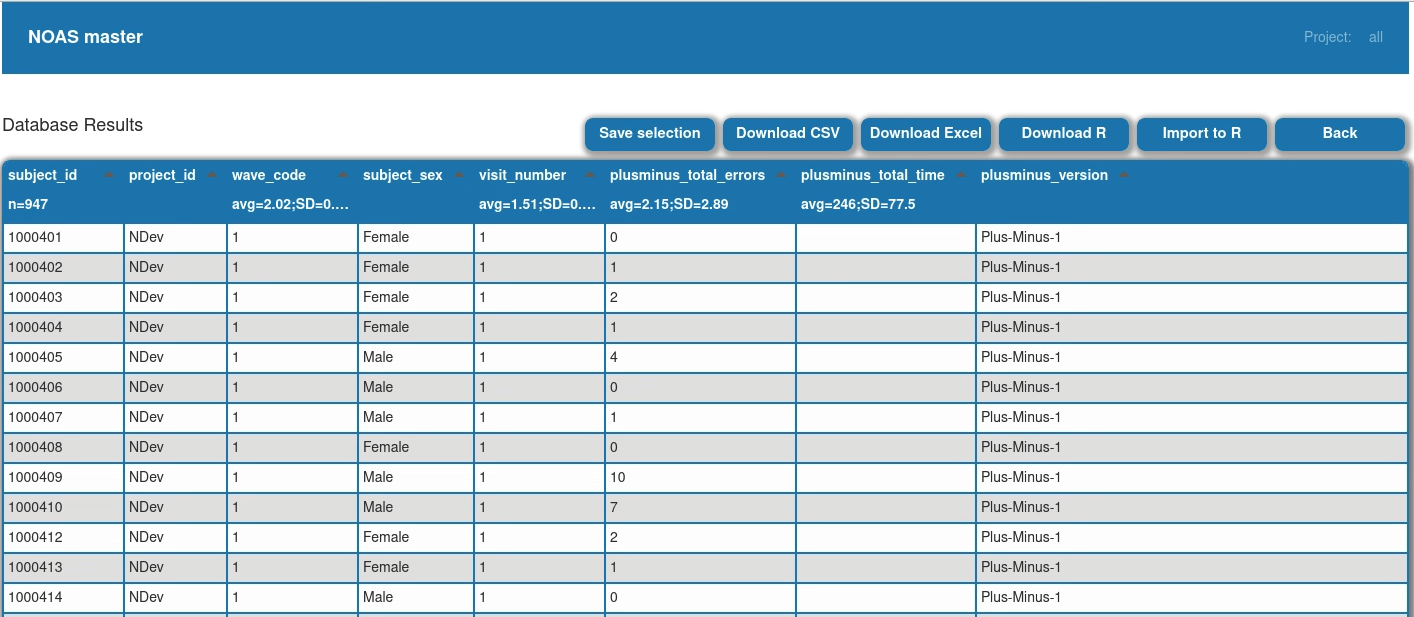 NOAS master
Project: all
Database Results
Save selection Download CSV Download Excel Download R Import to R Back
subject_id project_id wave_code subject_sex visit_number plusminus_total_errors plusminus_total_time plusminus_version
n=947 avg=2.02;SD=0.... avg=1.51;SD=0.... avg=2.15;SD=2.89 avg=246;SD=77.5
1000401 NDev 1 Female 1 0 Plus-Minus-1
1000402 NDev 1 Female 1 1 Plus-Minus-1
1000403 NDev 1 Female 1 2 Plus-Minus-1
1000404 NDev 1 Female 1 1 Plus-Minus-1
1000405 NDev 1 Male 1 4 Plus-Minus-1
1000406 NDev 1 Male 1 0 Plus-Minus-1
1000407 NDev 1 Male 1 1 Plus-Minus-1
1000408 NDev 1 Female 1 0 Plus-Minus-1
1000409 NDev 1 Male 1 10 Plus-Minus-1
1000410 NDev 1 Male 1 7 Plus-Minus-1
1000412 NDev 1 Female 1 2 Plus-Minus-1
1000413 NDev 1 Female 1 1 Plus-Minus-1
1000414 NDev 1 Male 1 0 Plus-Minus-1